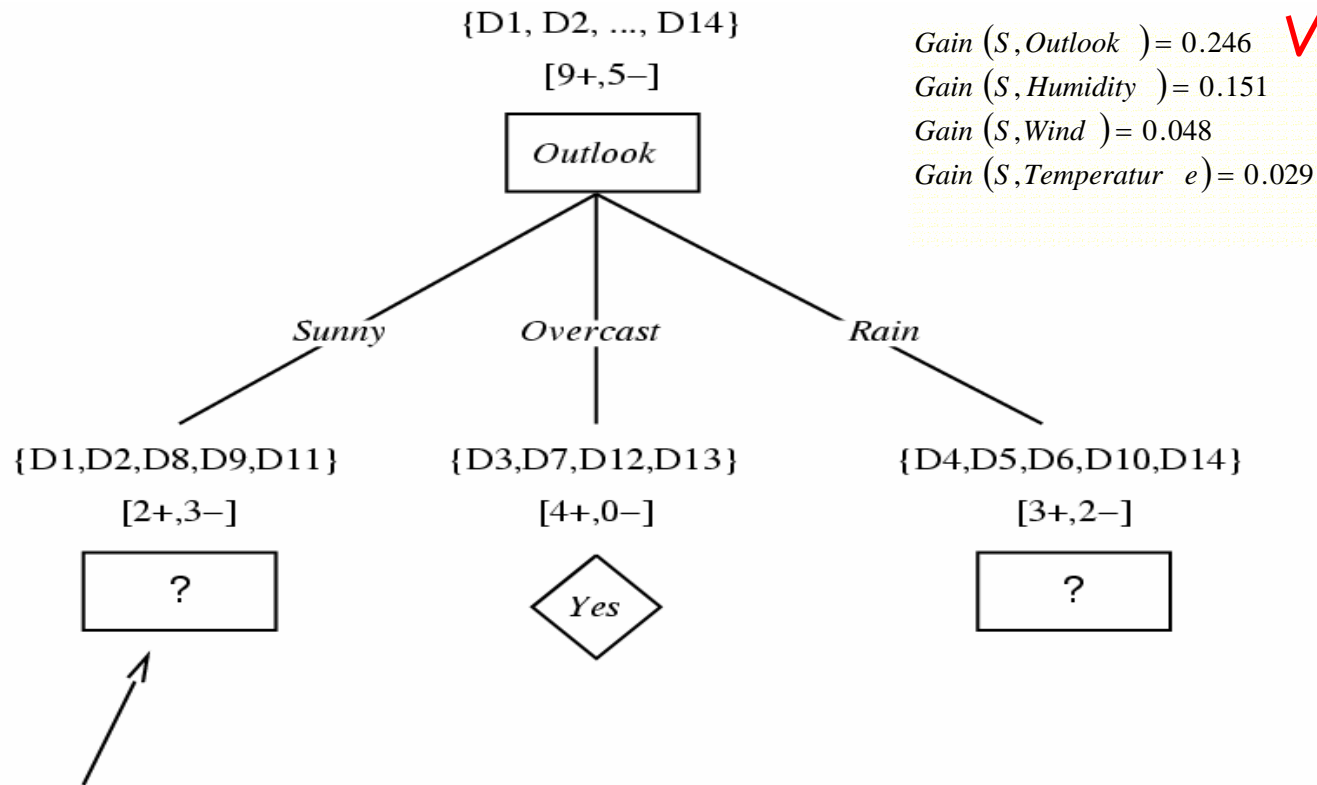 {D1, D2, ..., D14}
[9+,5−]
Outlook
Gain (S,Outlook ) = 0.246
Gain (S,Humidity ) = 0.151
Gain (S,Wind ) = 0.048
Gain (S,Temperatur e) = 0.029
Sunny
Overcast
Rain
{D1,D2,D8,D9,D11}
{D3,D7,D12,D13}
{D4,D5,D6,D10,D14}
[2+,3−]
[4+,0−]
[3+,2−]
?
Yes
?